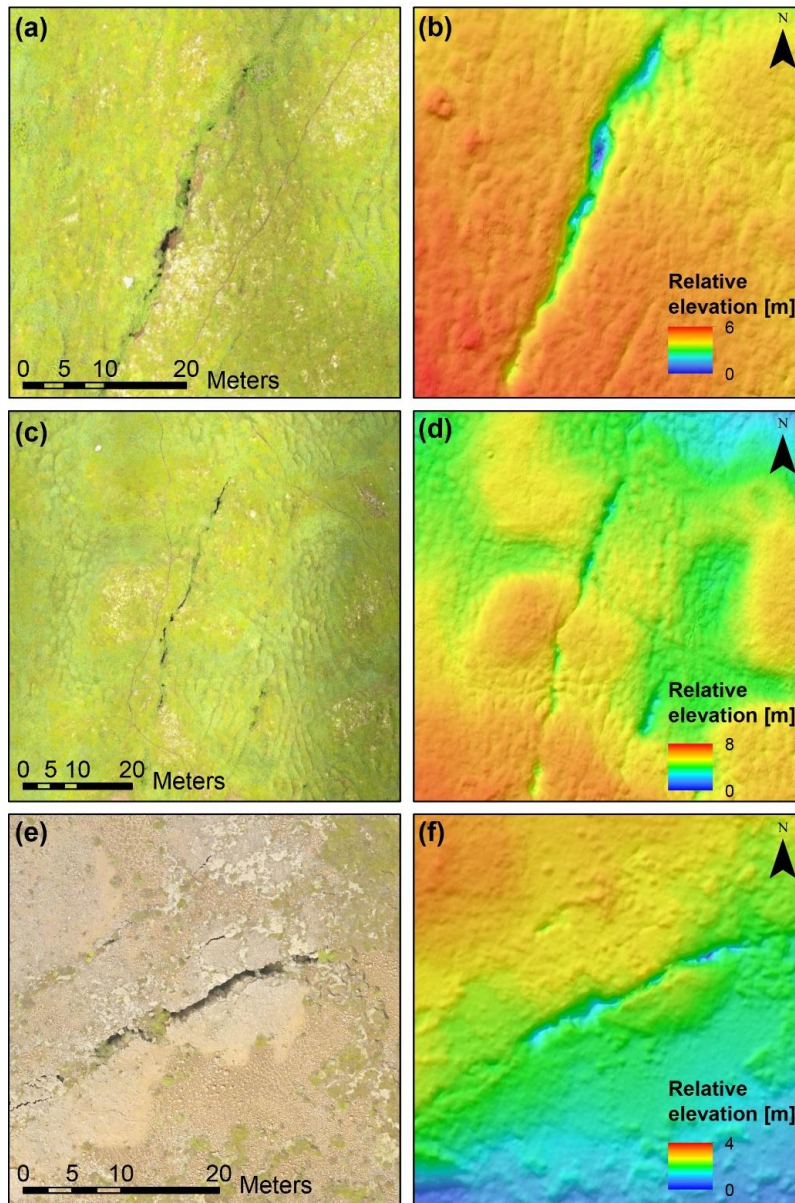 (a)
0 5 10 20 Meters
(b)
N
Relative
elevation [m]
6
0
(c)
0 5 10 20 Meters
(d)
N
Relative
elevation [m]
8
0
(e)
0 5 10 20 Meters
(f)
N
Relative
elevation [m]
4
0